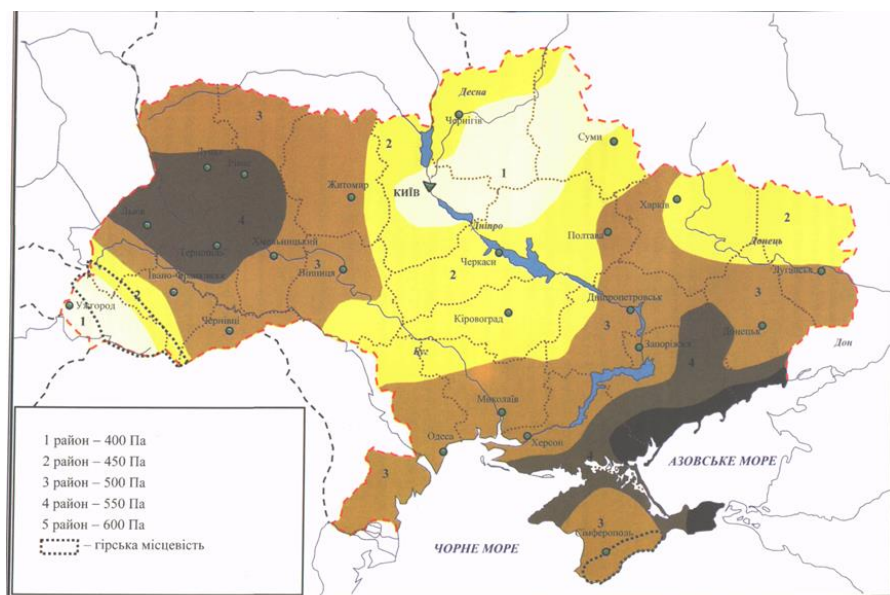 Десна
Чернігів
3
2
Суми
Луцьк
Рівне
1
Житомир
КИЇВ
Харків
4
Львів
2
Дніпро
Полтава
Донець
Хмельницький
Тернопіль
Черкаси
3
Вінниця
Луганськ
2
Івано-Франківськ
2
Ужгород
Дніпропетровськ
3
1
Кіровоград
Чернівці
3
Донецьк
Запоріжжя
Дон
Буг
4
Миколаїв
1 район – 400 Па
2 район – 450 Па
3 район – 500 Па
4 район – 550 Па
5 район – 600 Па
– гірська місцевість
Одеса
Херсон
4
АЗОВСЬКЕ МОРЕ
3
3
Сімферополь
ЧОРНЕ МОРЕ